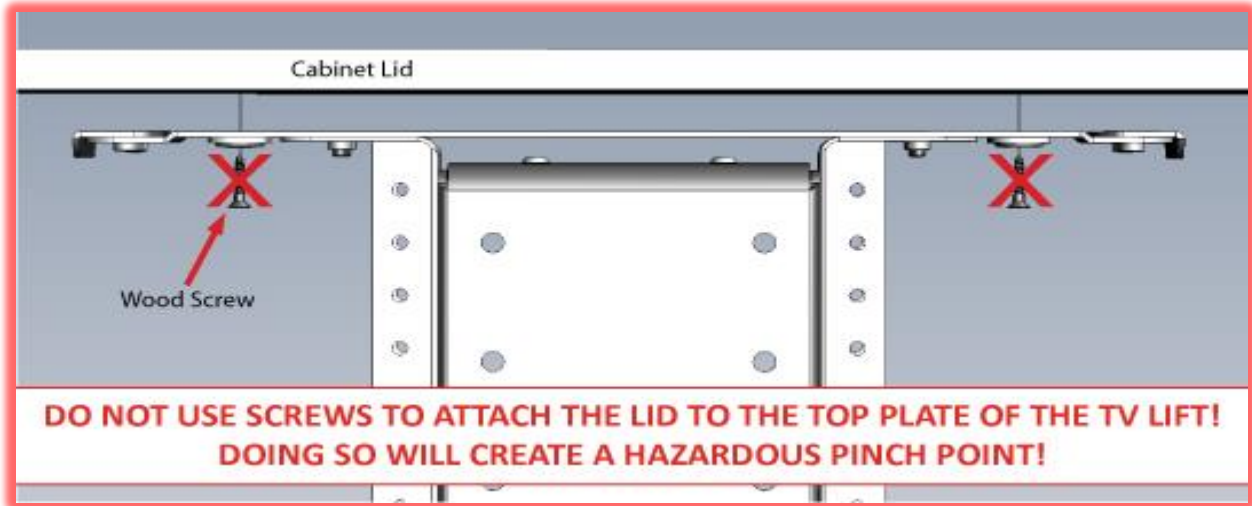 Cabinet Lid
Wood Screw
DO NOT USE SCREWS TO ATTACH THE LID TO THE TOP PLATE OF THE TV LIFT!
DOING SO WILL CREATE A HAZARDOUS PINCH POINT!